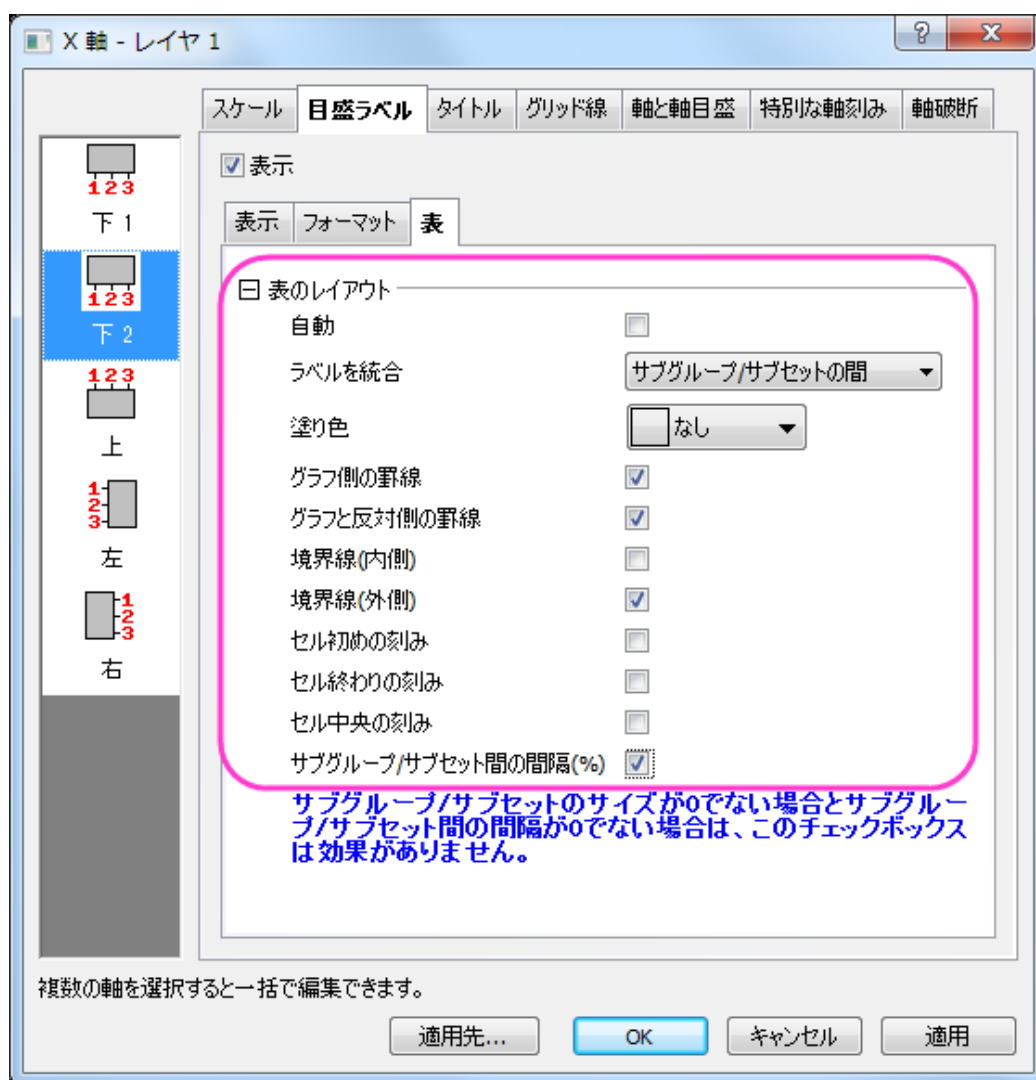 X 軸 - レイヤ 1
スケール 目盛ラベル タイトル グリッド線 軸と軸目盛 特別な軸刻み 軸破断
1 2 3
下 1
1 2 3
下 2
1 2 3
上
1
2
3
左
1
2
3
右
表示
表示 フォーマット 表
表のレイアウト
自動
ラベルを統合 サブグループ/サブセットの間
塗り色 なし
グラフ側の罫線
グラフと反対側の罫線
境界線(内側)
境界線(外側)
セル初めの刻み
セル終わりの刻み
セル中央の刻み
サブグループ/サブセット間の間隔(%)
サブグループ/サブセットのサイズが0でない場合とサブグルー
プ/サブセット間の間隔が0でない場合は、このチェックボックス
は効果がありません。
複数の軸を選択すると一括で編集できます。
適用先... OK キャンセル 適用